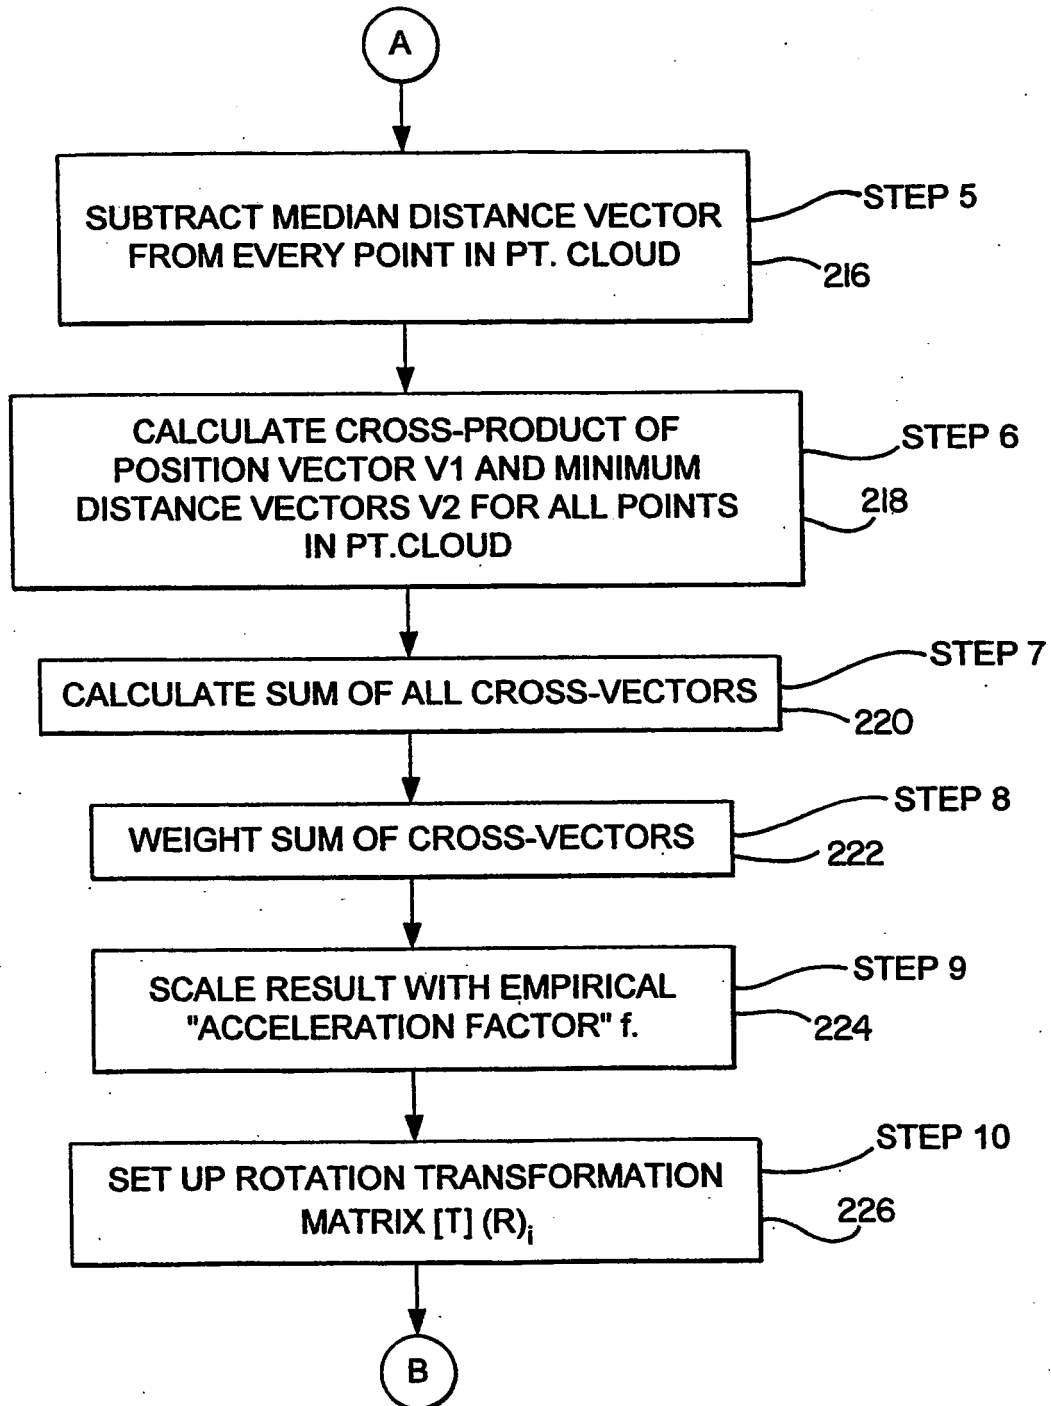 A
SUBTRACT MEDIAN DISTANCE VECTOR
FROM EVERY POINT IN PT. CLOUD
STEP 5
216
CALCULATE CROSS-PRODUCT OF
POSITION VECTOR V1 AND MINIMUM
DISTANCE VECTORS V2 FOR ALL POINTS
IN PT.CLOUD
STEP 6
218
CALCULATE SUM OF ALL CROSS-VECTORS
STEP 7
220
WEIGHT SUM OF CROSS-VECTORS
STEP 8
222
SCALE RESULT WITH EMPIRICAL
"ACCELERATION FACTOR" f.
STEP 9
224
SET UP ROTATION TRANSFORMATION
MATRIX [T] (R)i
STEP 10
226
B